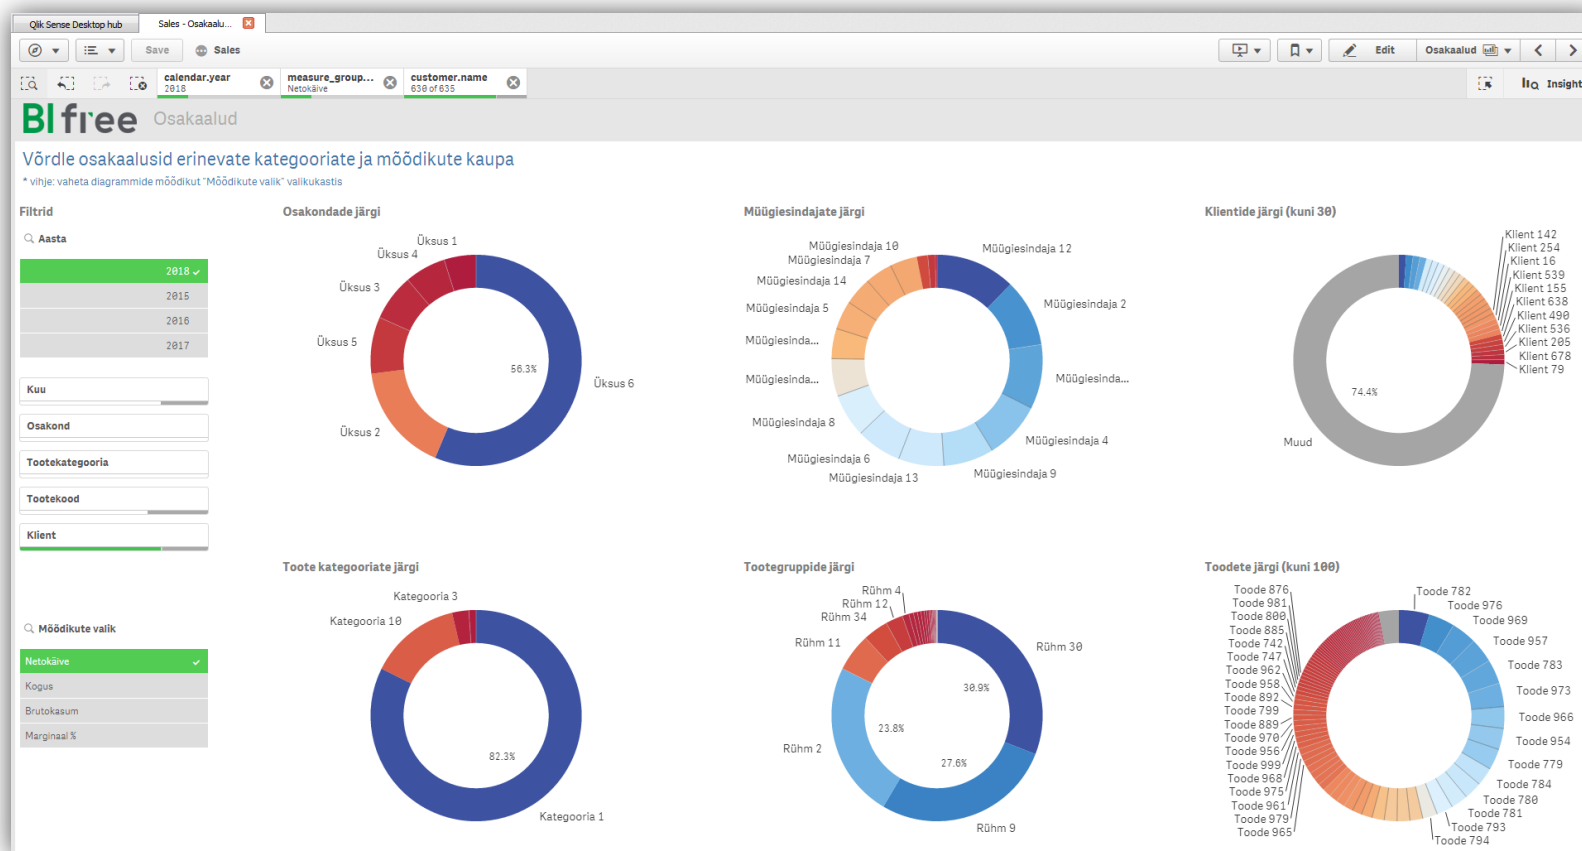 Qlik Sense Desktop hub
Sales - Osakaalu...
Save
Sales
Edit
Osakaalud
calendar.year
2018
measure_group...
Netokäive
customer.name
630 of 635
Insight
BI free
Osakaalud
Võrdle osakaalusid erinevate kategooriate ja mõõdikute kaupa
* vihje: vaheta diagrammide mõõdikut "Mõõdikute valik" valikukastis
Filtrid
Aasta
2018
2015
2016
2017
Kuu
Osakond
Tootekategooria
Tootekood
Klient
Mõõdikute valik
Netokäive
Kogus
Brutokasum
Marginaal %
Osakondade järgi
Üksus 1
Üksus 4
Üksus 3
Üksus 5
Üksus 2
Üksus 6
56.3%
Müügiesindajate järgi
Müügiesindaja 10
Müügiesindaja 7
Müügiesindaja 14
Müügiesindaja 5
Müügiesinda...
Müügiesinda...
Müügiesindaja 8
Müügiesindaja 6
Müügiesindaja 13
Müügiesindaja 12
Müügiesindaja 2
Müügiesinda...
Müügiesindaja 4
Müügiesindaja 9
Klientide järgi (kuni 30)
Klient 142
Klient 254
Klient 16
Klient 539
Klient 155
Klient 638
Klient 490
Klient 536
Klient 205
Klient 678
Klient 79
74.4%
Muud
Toote kategooriate järgi
Kategooria 3
Kategooria 10
82.3%
Kategooria 1
Tootegruppide järgi
Rühm 4
Rühm 12
Rühm 34
Rühm 11
Rühm 2
Rühm 30
Rühm 9
30.9%
23.8%
27.6%
Toodete järgi (kuni 100)
Toode 876
Toode 981
Toode 800
Toode 885
Toode 742
Toode 747
Toode 962
Toode 958
Toode 892
Toode 799
Toode 889
Toode 970
Toode 956
Toode 999
Toode 968
Toode 975
Toode 961
Toode 979
Toode 965
Toode 782
Toode 976
Toode 969
Toode 957
Toode 783
Toode 973
Toode 966
Toode 954
Toode 779
Toode 784
Toode 780
Toode 781
Toode 793
Toode 794